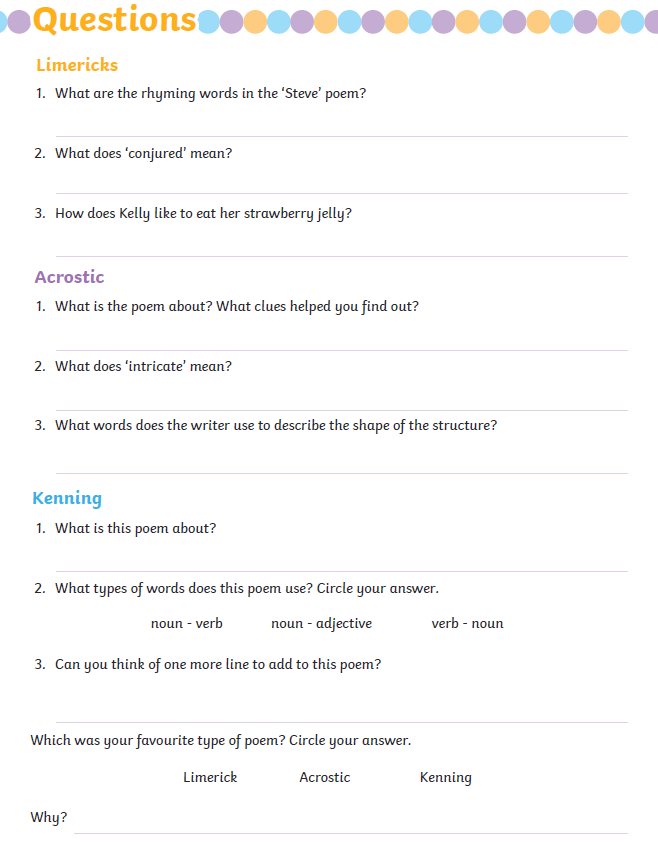 Questions
Limericks
1. What are the rhyming words in the ‘Steve’ poem?
2. What does ‘conjured’ mean?
3. How does Kelly like to eat her strawberry jelly?
Acrostic
1. What is the poem about? What clues helped you find out?
2. What does ‘intricate’ mean?
3. What words does the writer use to describe the shape of the structure?
Kenning
1. What is this poem about?
2. What types of words does this poem use? Circle your answer.
noun - verb noun - adjective verb - noun
3. Can you think of one more line to add to this poem?
Which was your favourite type of poem? Circle your answer.
Limerick Acrostic Kenning
Why?